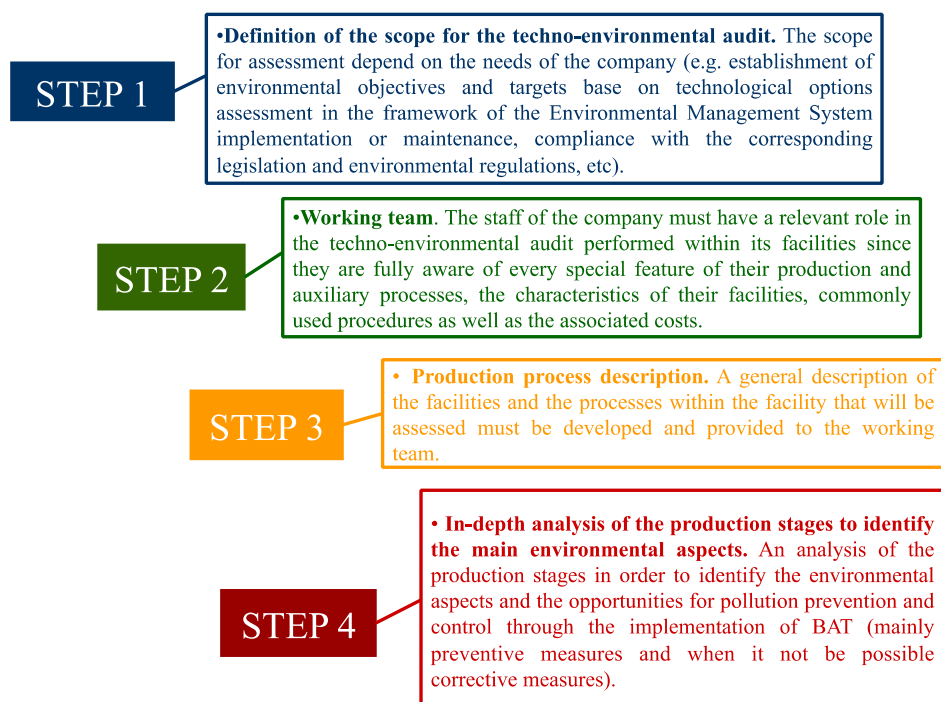 STEP 1
•Definition of the scope for the techno-environmental audit. The scope
for assessment depend on the needs of the company (e.g. establishment of
environmental objectives and targets base on technological options
assessment in the framework of the Environmental Management System
implementation or maintenance, compliance with the corresponding
legislation and environmental regulations, etc).
STEP 2
•Working team. The staff of the company must have a relevant role in
the techno-environmental audit performed within its facilities since
they are fully aware of every special feature of their production and
auxiliary processes, the characteristics of their facilities, commonly
used procedures as well as the associated costs.
STEP 3
• Production process description. A general description of
the facilities and the processes within the facility that will be
assessed must be developed and provided to the working
team.
STEP 4
• In-depth analysis of the production stages to identify
the main environmental aspects. An analysis of the
production stages in order to identify the environmental
aspects and the opportunities for pollution prevention and
control through the implementation of BAT (mainly
preventive measures and when it not be possible
corrective measures).